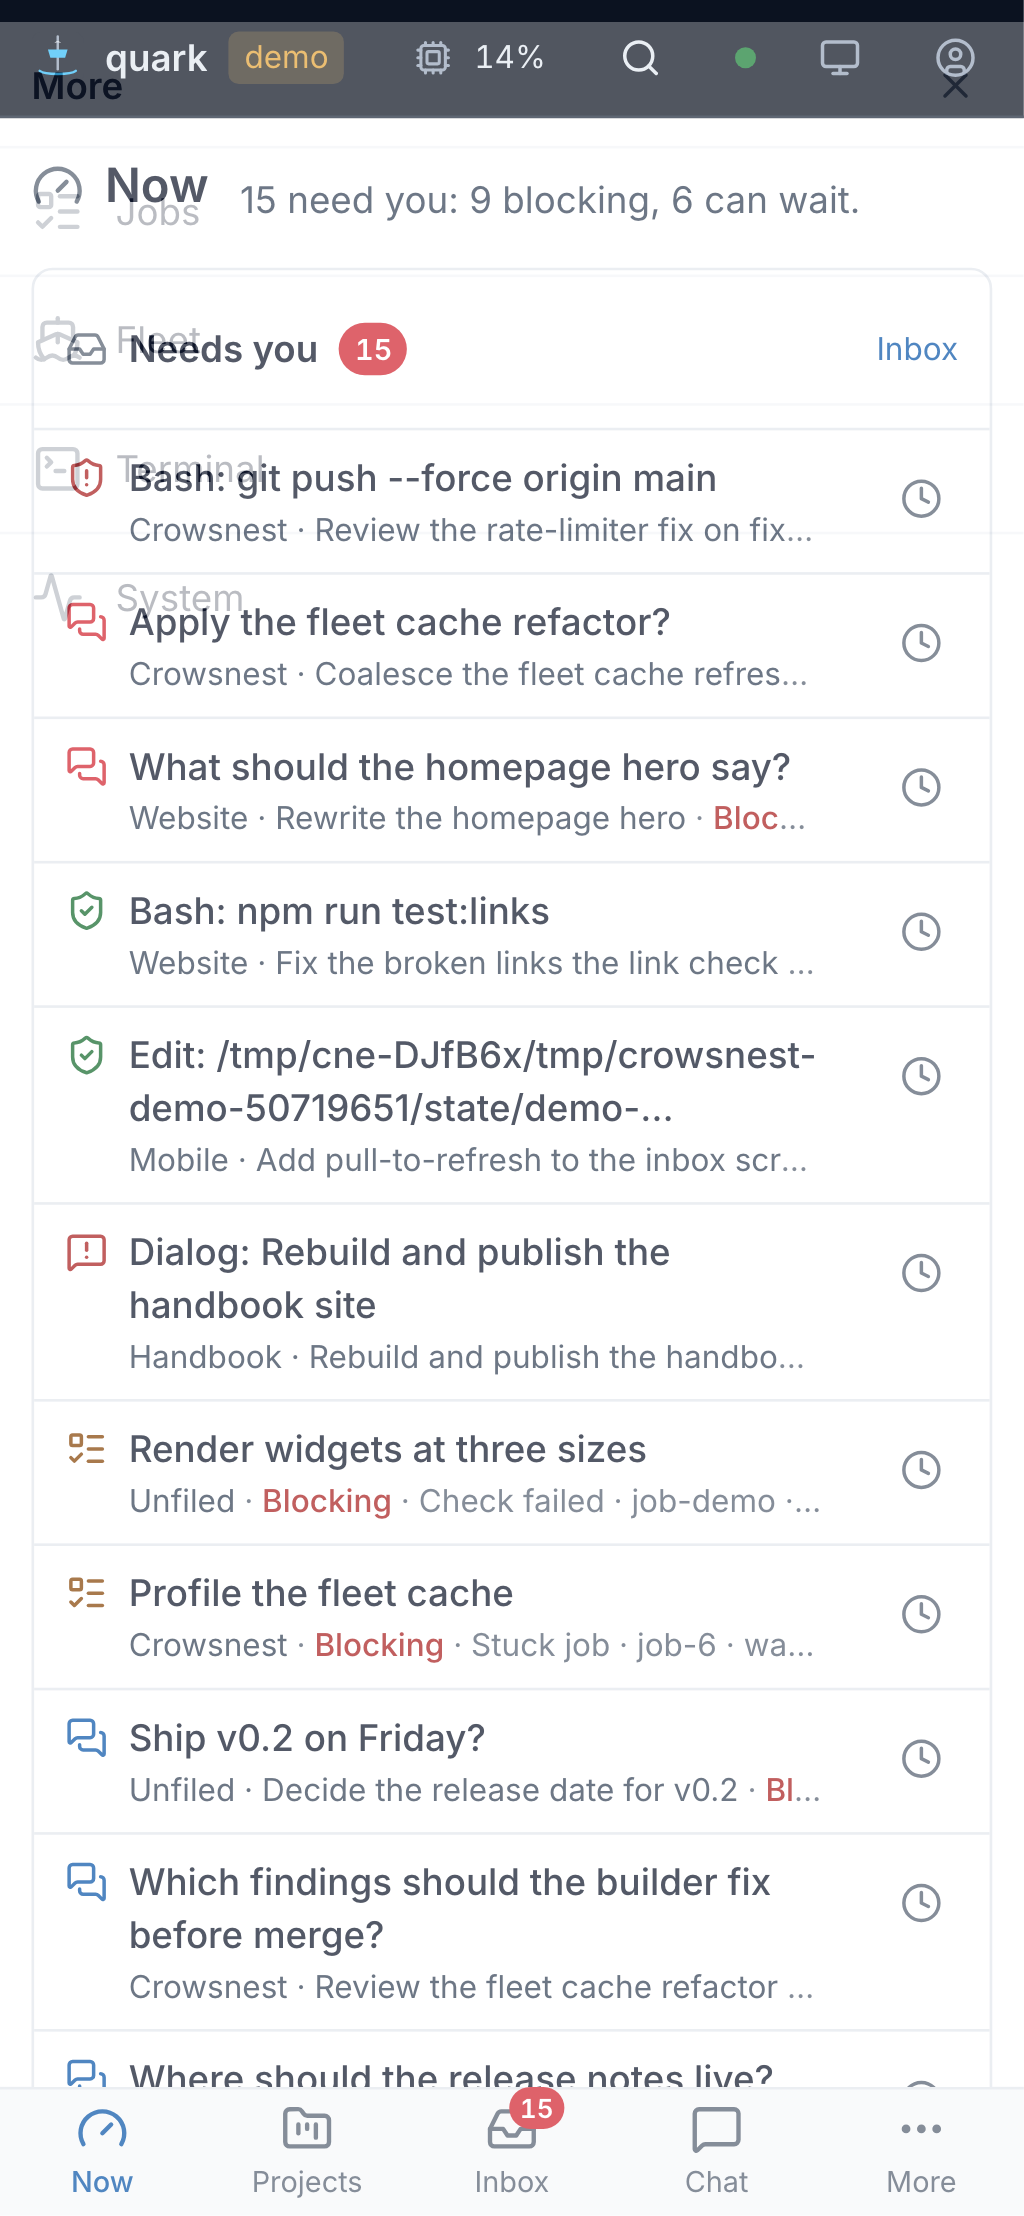 quark demo 14%
More
Now 15 need you: 9 blocking, 6 can wait.
Jobs
Fleet
Needs you 15 Inbox
Terminal
Bash: git push --force origin main
Crowsnest · Review the rate-limiter fix on fix...
System
Apply the fleet cache refactor?
Crowsnest · Coalesce the fleet cache refres...
What should the homepage hero say?
Website · Rewrite the homepage hero · Bloc...
Bash: npm run test:links
Website · Fix the broken links the link check ...
Edit: /tmp/cne-DJfB6x/tmp/crowsnest-
demo-50719651/state/demo-...
Mobile · Add pull-to-refresh to the inbox scr...
Dialog: Rebuild and publish the
handbook site
Handbook · Rebuild and publish the handbo...
Render widgets at three sizes
Unfiled · Blocking · Check failed · job-demo ·...
Profile the fleet cache
Crowsnest · Blocking · Stuck job · job-6 · wa...
Ship v0.2 on Friday?
Unfiled · Decide the release date for v0.2 · Bl...
Which findings should the builder fix
before merge?
Crowsnest · Review the fleet cache refactor ...
Where should the release notes live?
15
Now Projects Inbox Chat More